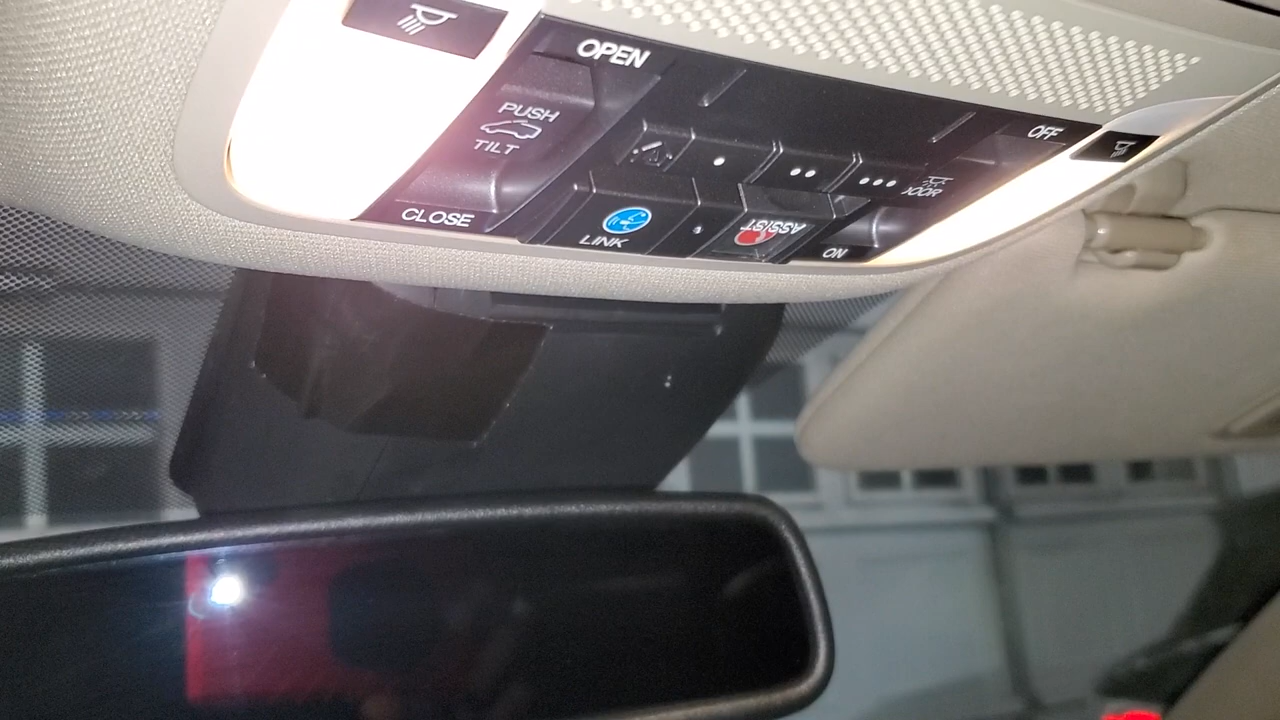 OPEN
PUSH
TILT
CLOSE
LINK
ASSIST
OFF
DOOR
ON